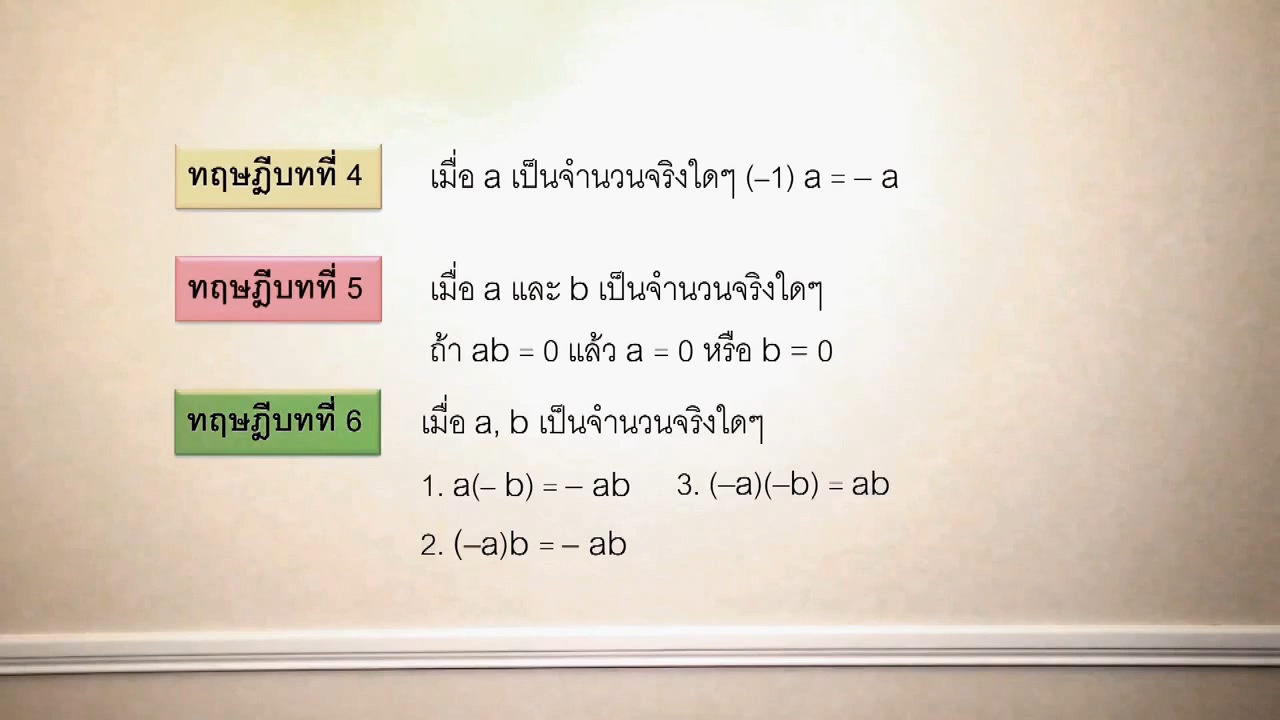 ทฤษฎีบทที่ 4 เมื่อ a เป็นจำนวนจริงใดๆ (–1) a = – a
ทฤษฎีบทที่ 5 เมื่อ a และ b เป็นจำนวนจริงใดๆ
ถ้า ab = 0 แล้ว a = 0 หรือ b = 0
ทฤษฎีบทที่ 6 เมื่อ a, b เป็นจำนวนจริงใดๆ
1. a(– b) = – ab 3. (–a)(–b) = ab
2. (–a)b = – ab